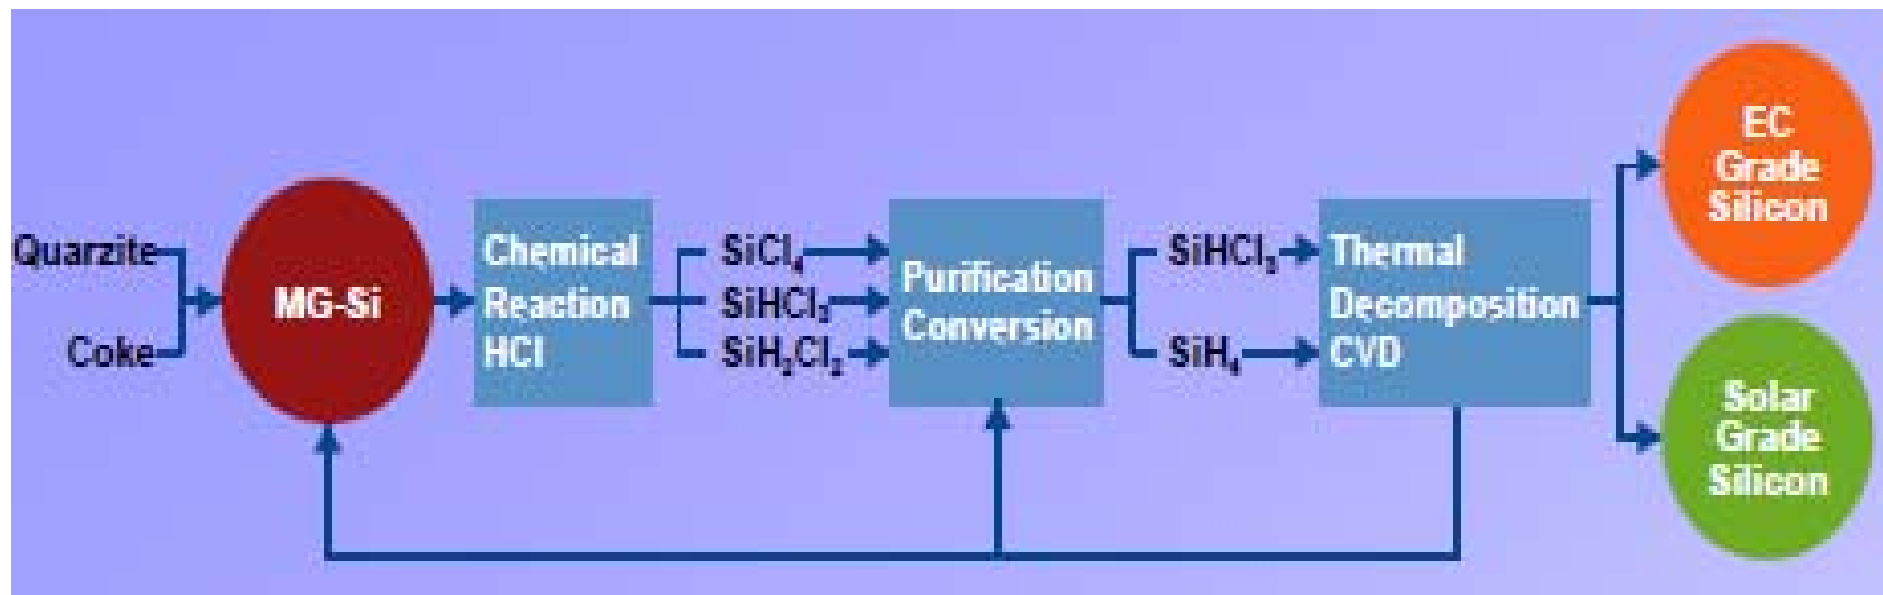 Quarzite
Coke
MG-Si
Chemical
Reaction
HCl
SiCl₄
SiHCl₃
SiH₂Cl₂
Purification
Conversion
SiHCl₃
SiH₄
Thermal
Decomposition
CVD
EC
Grade
Silicon
Solar
Grade
Silicon